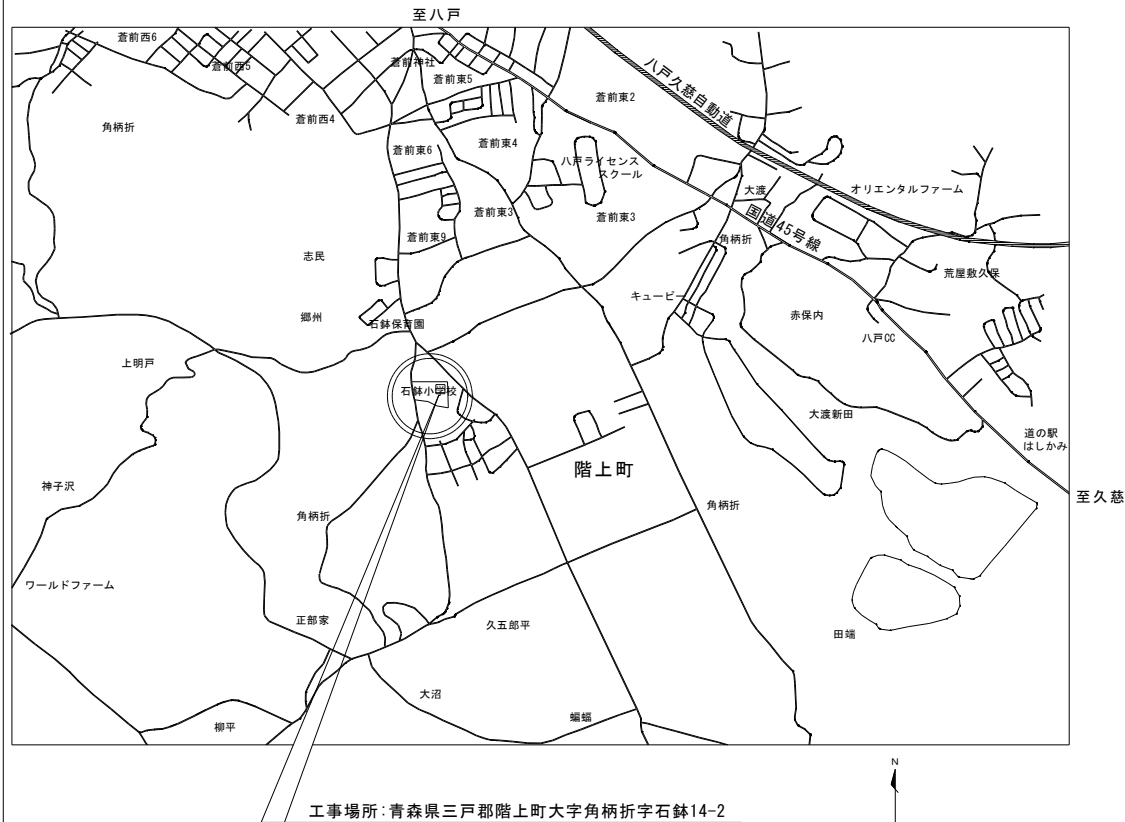 至八戸
蒼前西6
蒼前西5
蒼前神社
蒼前東5
八戸久慈自動道
蒼前東2
蒼前西4
角柄折
蒼前東6
蒼前東4
八戸ライセンス
スクール
大渡
オリエンタルファーム
蒼前東3
蒼前東3
国道45号線
蒼前東9
角柄折
志民
荒屋敷久保
キュービー
郷州
石鉢保育園
赤保内
八戸CC
上明戸
石鉢小学校
大渡新田
道の駅
はしかみ
階上町
神子沢
至久慈
角柄折
角柄折
ワールドファーム
正部家
久五郎平
田端
大沼
蝙蝠
柳平
N
工事場所:青森県三戸郡階上町大字角柄折字石鉢14-2